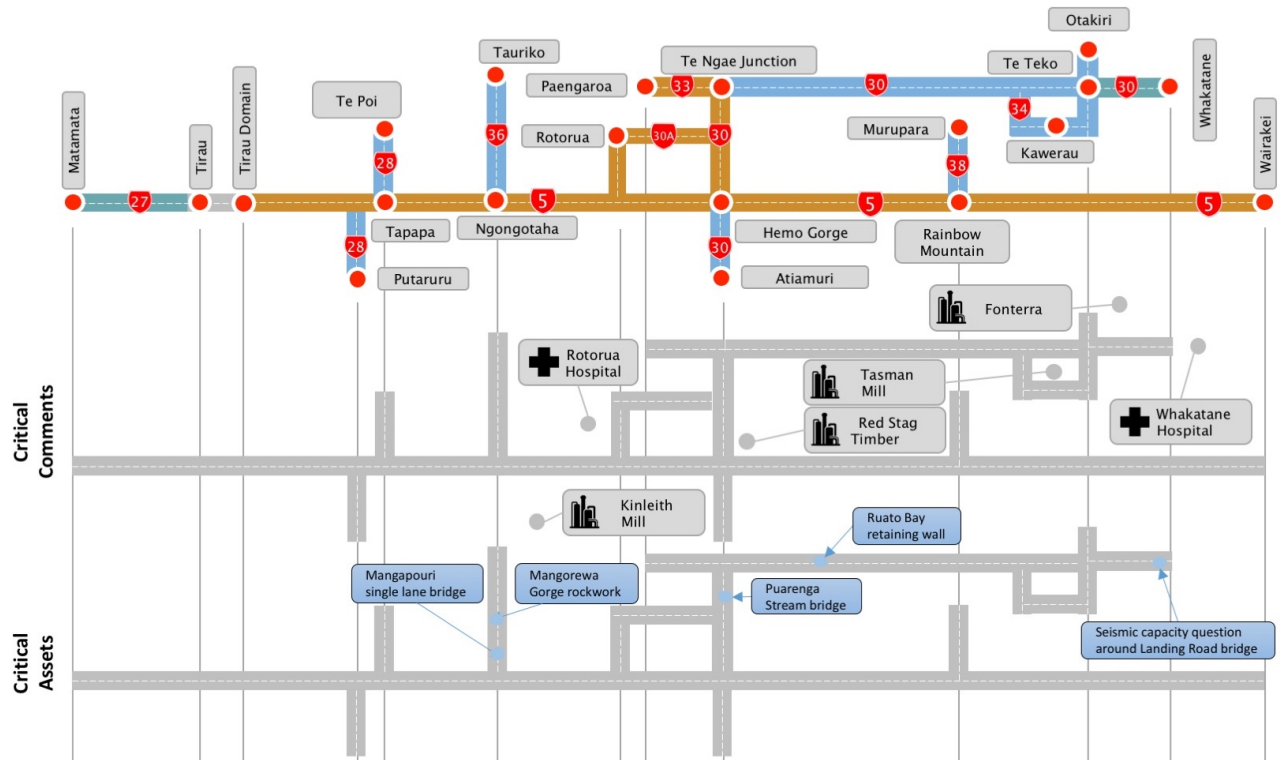 Otakiri
Tauriko
Te Ngae Junction
Te Teko
Whakatane
Wairakei
Matamata
Tirau
Tirau Domain
Te Poi
Paengaroa
33
30
30
34
Rotorua
30A
30
Murupara
Kawerau
28
36
38
27
5
5
5
28
Tapapa
Ngongotaha
30
Hemo Gorge
Rainbow
Mountain
Putaruru
Atiamuri
Fonterra
Critical
Comments
Rotorua
Hospital
Tasman
Mill
Red Stag
Timber
Whakatane
Hospital
Kinleith
Mill
Critical
Assets
Ruato Bay
retaining wall
Mangapouri
single lane bridge
Mangorewa
Gorge rockwork
Puarenga
Stream bridge
Seismic capacity question
around Landing Road bridge